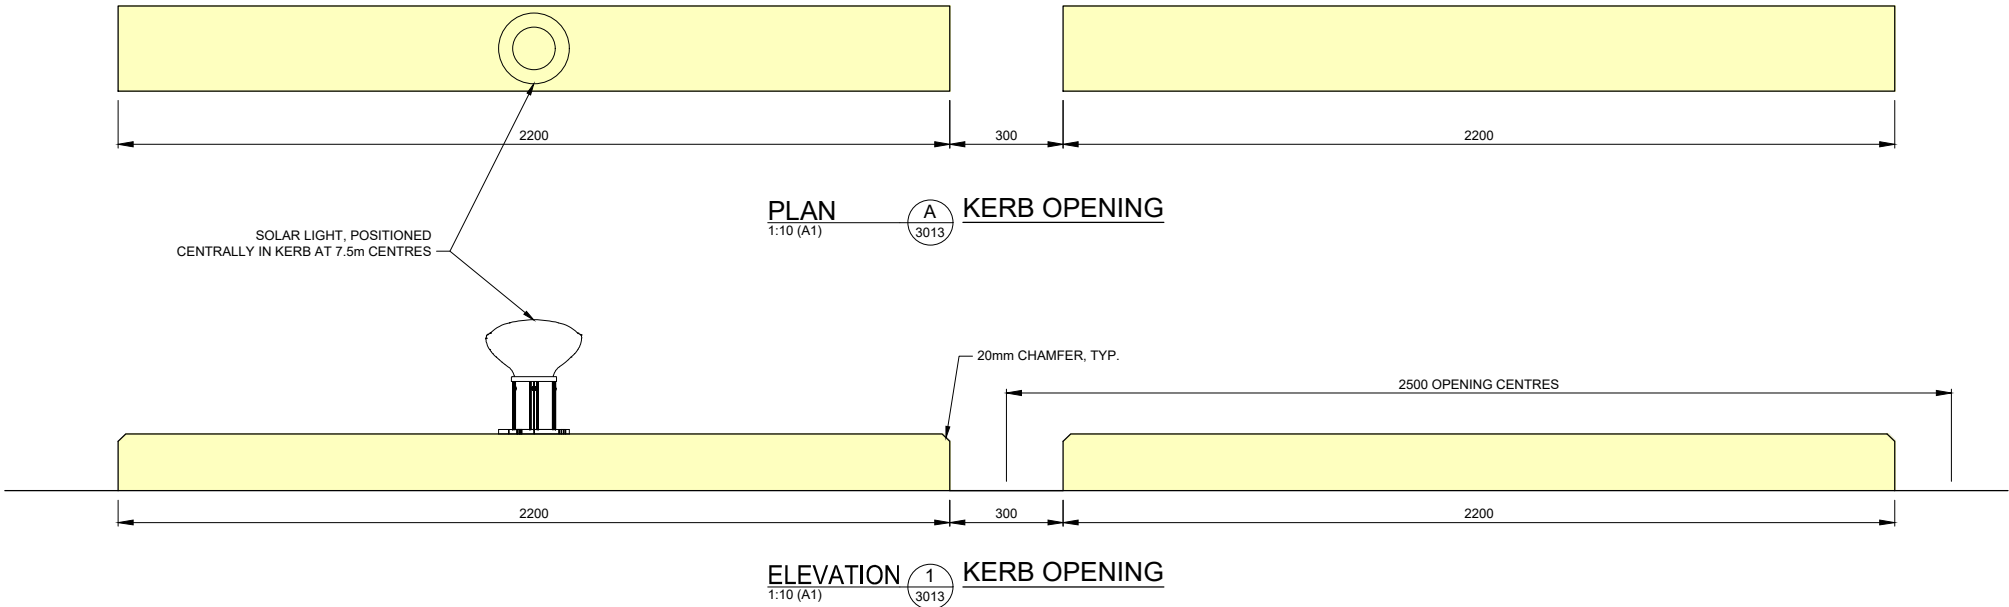 2200
300
2200
PLAN
1:10 (A1)
A
3013
KERB OPENING
SOLAR LIGHT, POSITIONED
CENTRALLY IN KERB AT 7.5m CENTRES
20mm CHAMFER, TYP.
2500 OPENING CENTRES
2200
300
2200
ELEVATION
1:10 (A1)
1
3013
KERB OPENING